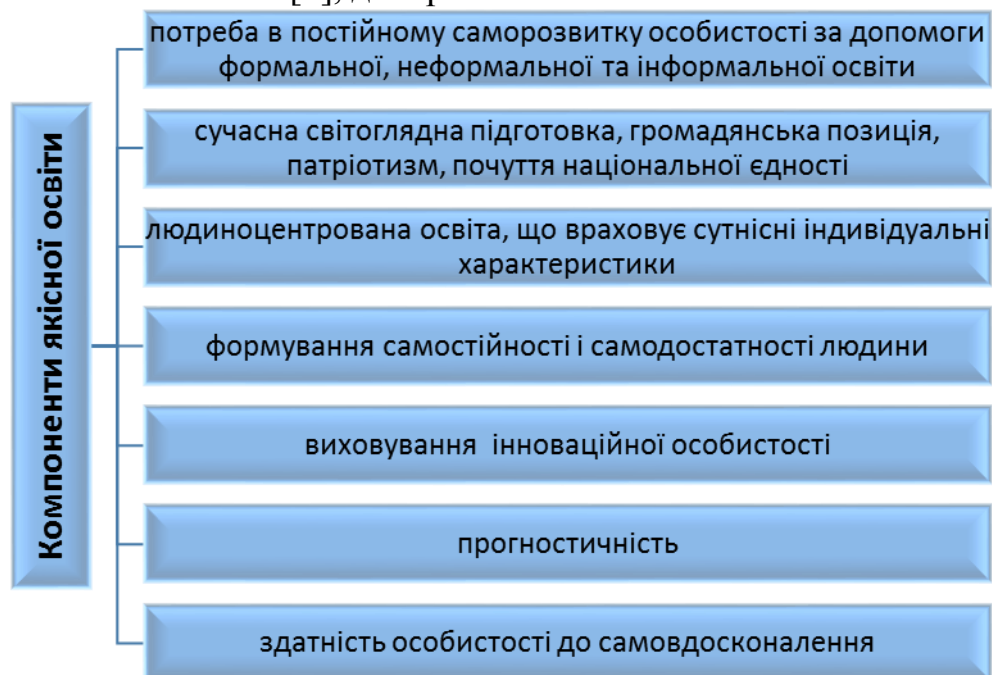 Компоненти якісної освіти
потреба в постійному саморозвитку особистості за допомоги
формальної, неформальної та інформальної освіти
сучасна світоглядна підготовка, громадянська позиція,
патріотизм, почуття національної єдності
людиноцентрована освіта, що враховує сутнісні індивідуальні
характеристики
формування самостійності і самодостатності людини
виховування інноваційної особистості
прогностичність
здатність особистості до самовдосконалення